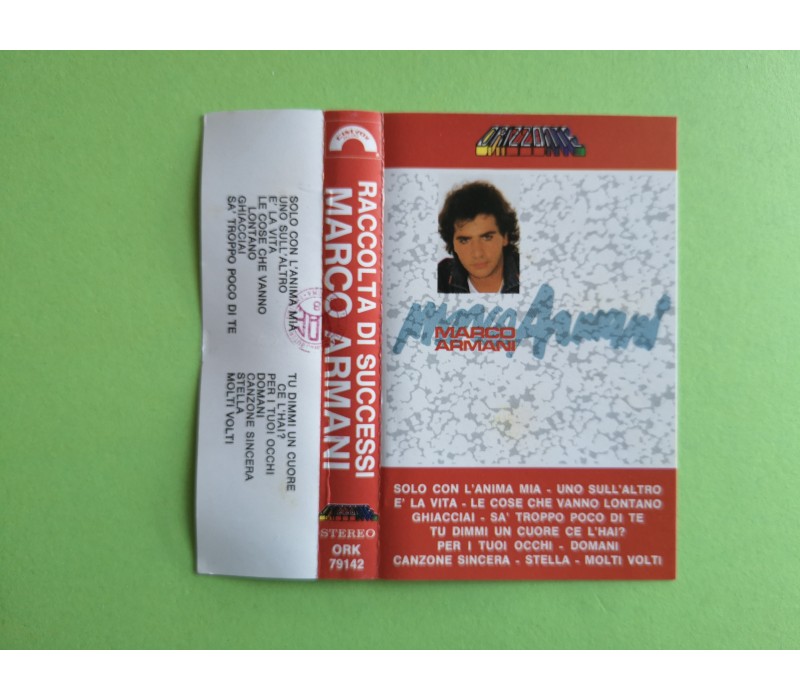 SOLO CON L'ANIMA MIA
UNO SULL'ALTRO
E' LA VITA
LE COSE CHE VANNO
LONTANO
GHIACCIAI
SA' TROPPO POCO DI TE
TU DIMMI UN CUORE
CE L'HAI?
PER I TUOI OCCHI
DOMANI
CANZONE SINCERA
STELLA
MOLTI VOLTI
RACCOLTA DI SUCCESSI
MARCO ARMANI
ORIZZONTE
STEREO
ORK
79142
ORIZZONTE
Marco Armani
MARCO
ARMANI
SOLO CON L'ANIMA MIA - UNO SULL'ALTRO
E' LA VITA - LE COSE CHE VANNO LONTANO
GHIACCIAI - SA' TROPPO POCO DI TE
TU DIMMI UN CUORE CE L'HAI?
PER I TUOI OCCHI - DOMANI
CANZONE SINCERA - STELLA - MOLTI VOLTI